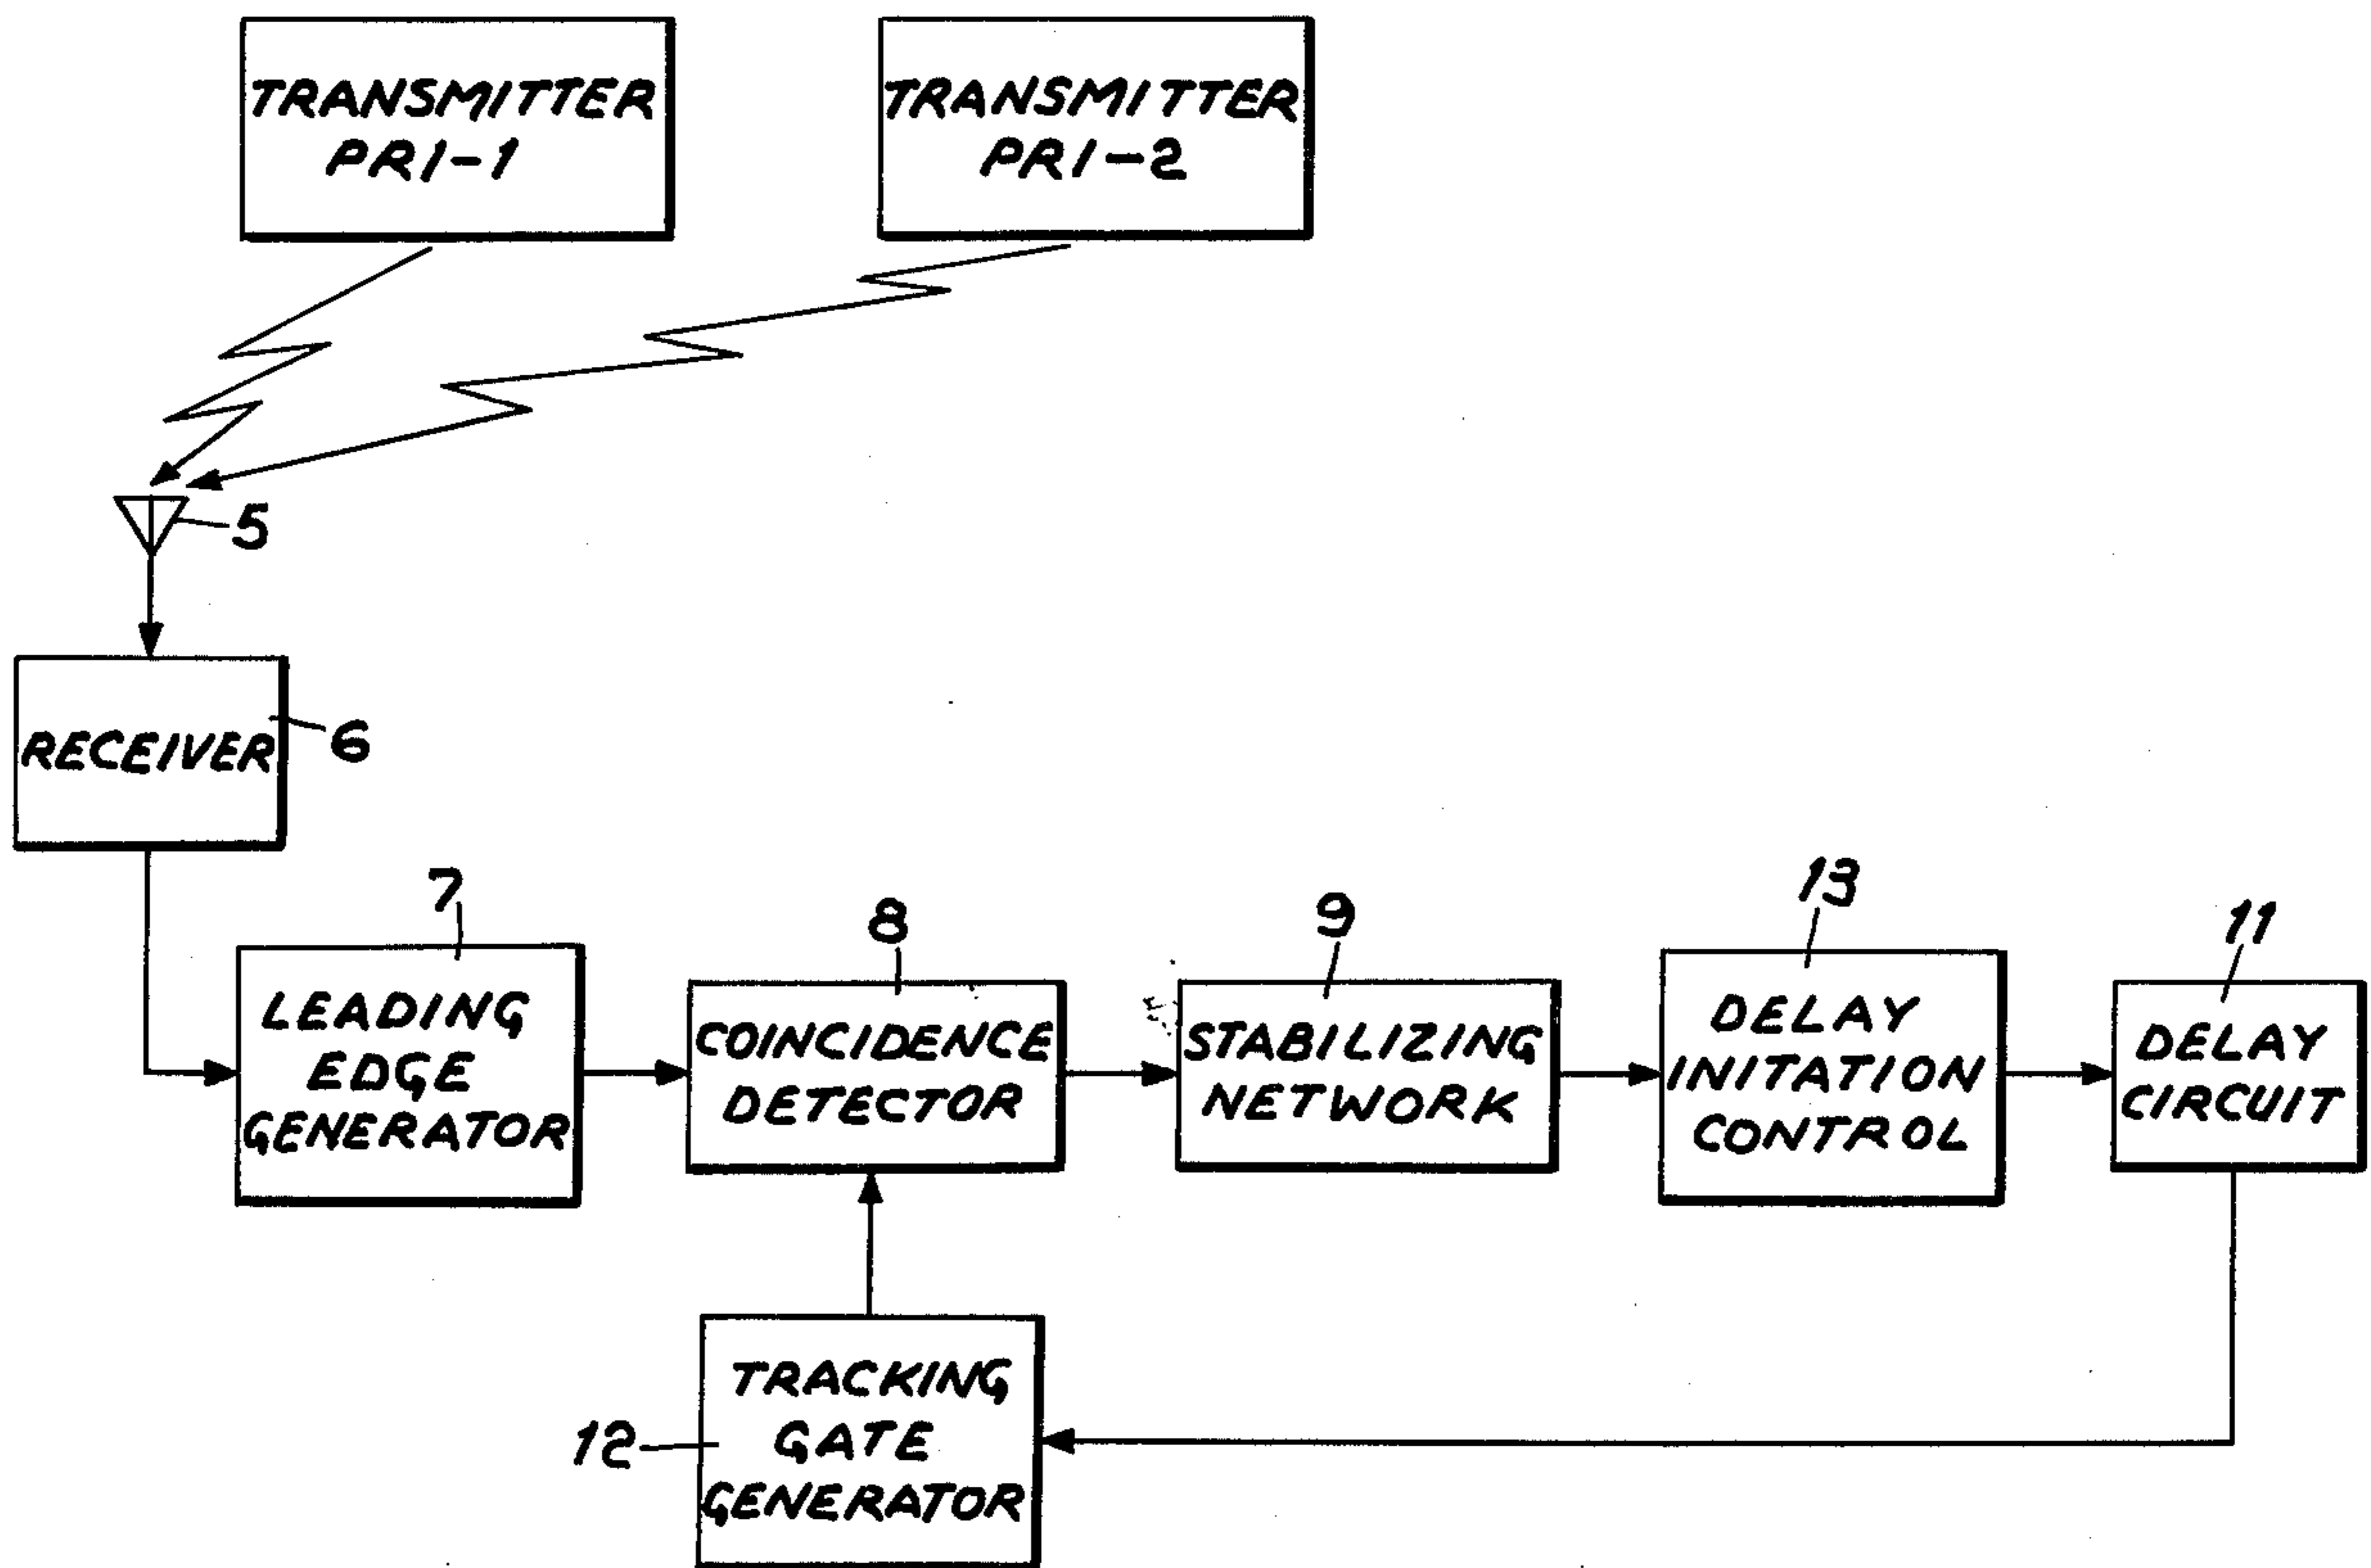 TRANSMITTER
PRI-1
TRANSMITTER
PRI-2
5
RECEIVER
6
7
LEADING
EDGE
GENERATOR
8
COINCIDENCE
DETECTOR
9
STABILIZING
NETWORK
13
DELAY
INITATION
CONTROL
11
DELAY
CIRCUIT
12
TRACKING
GATE
GENERATOR